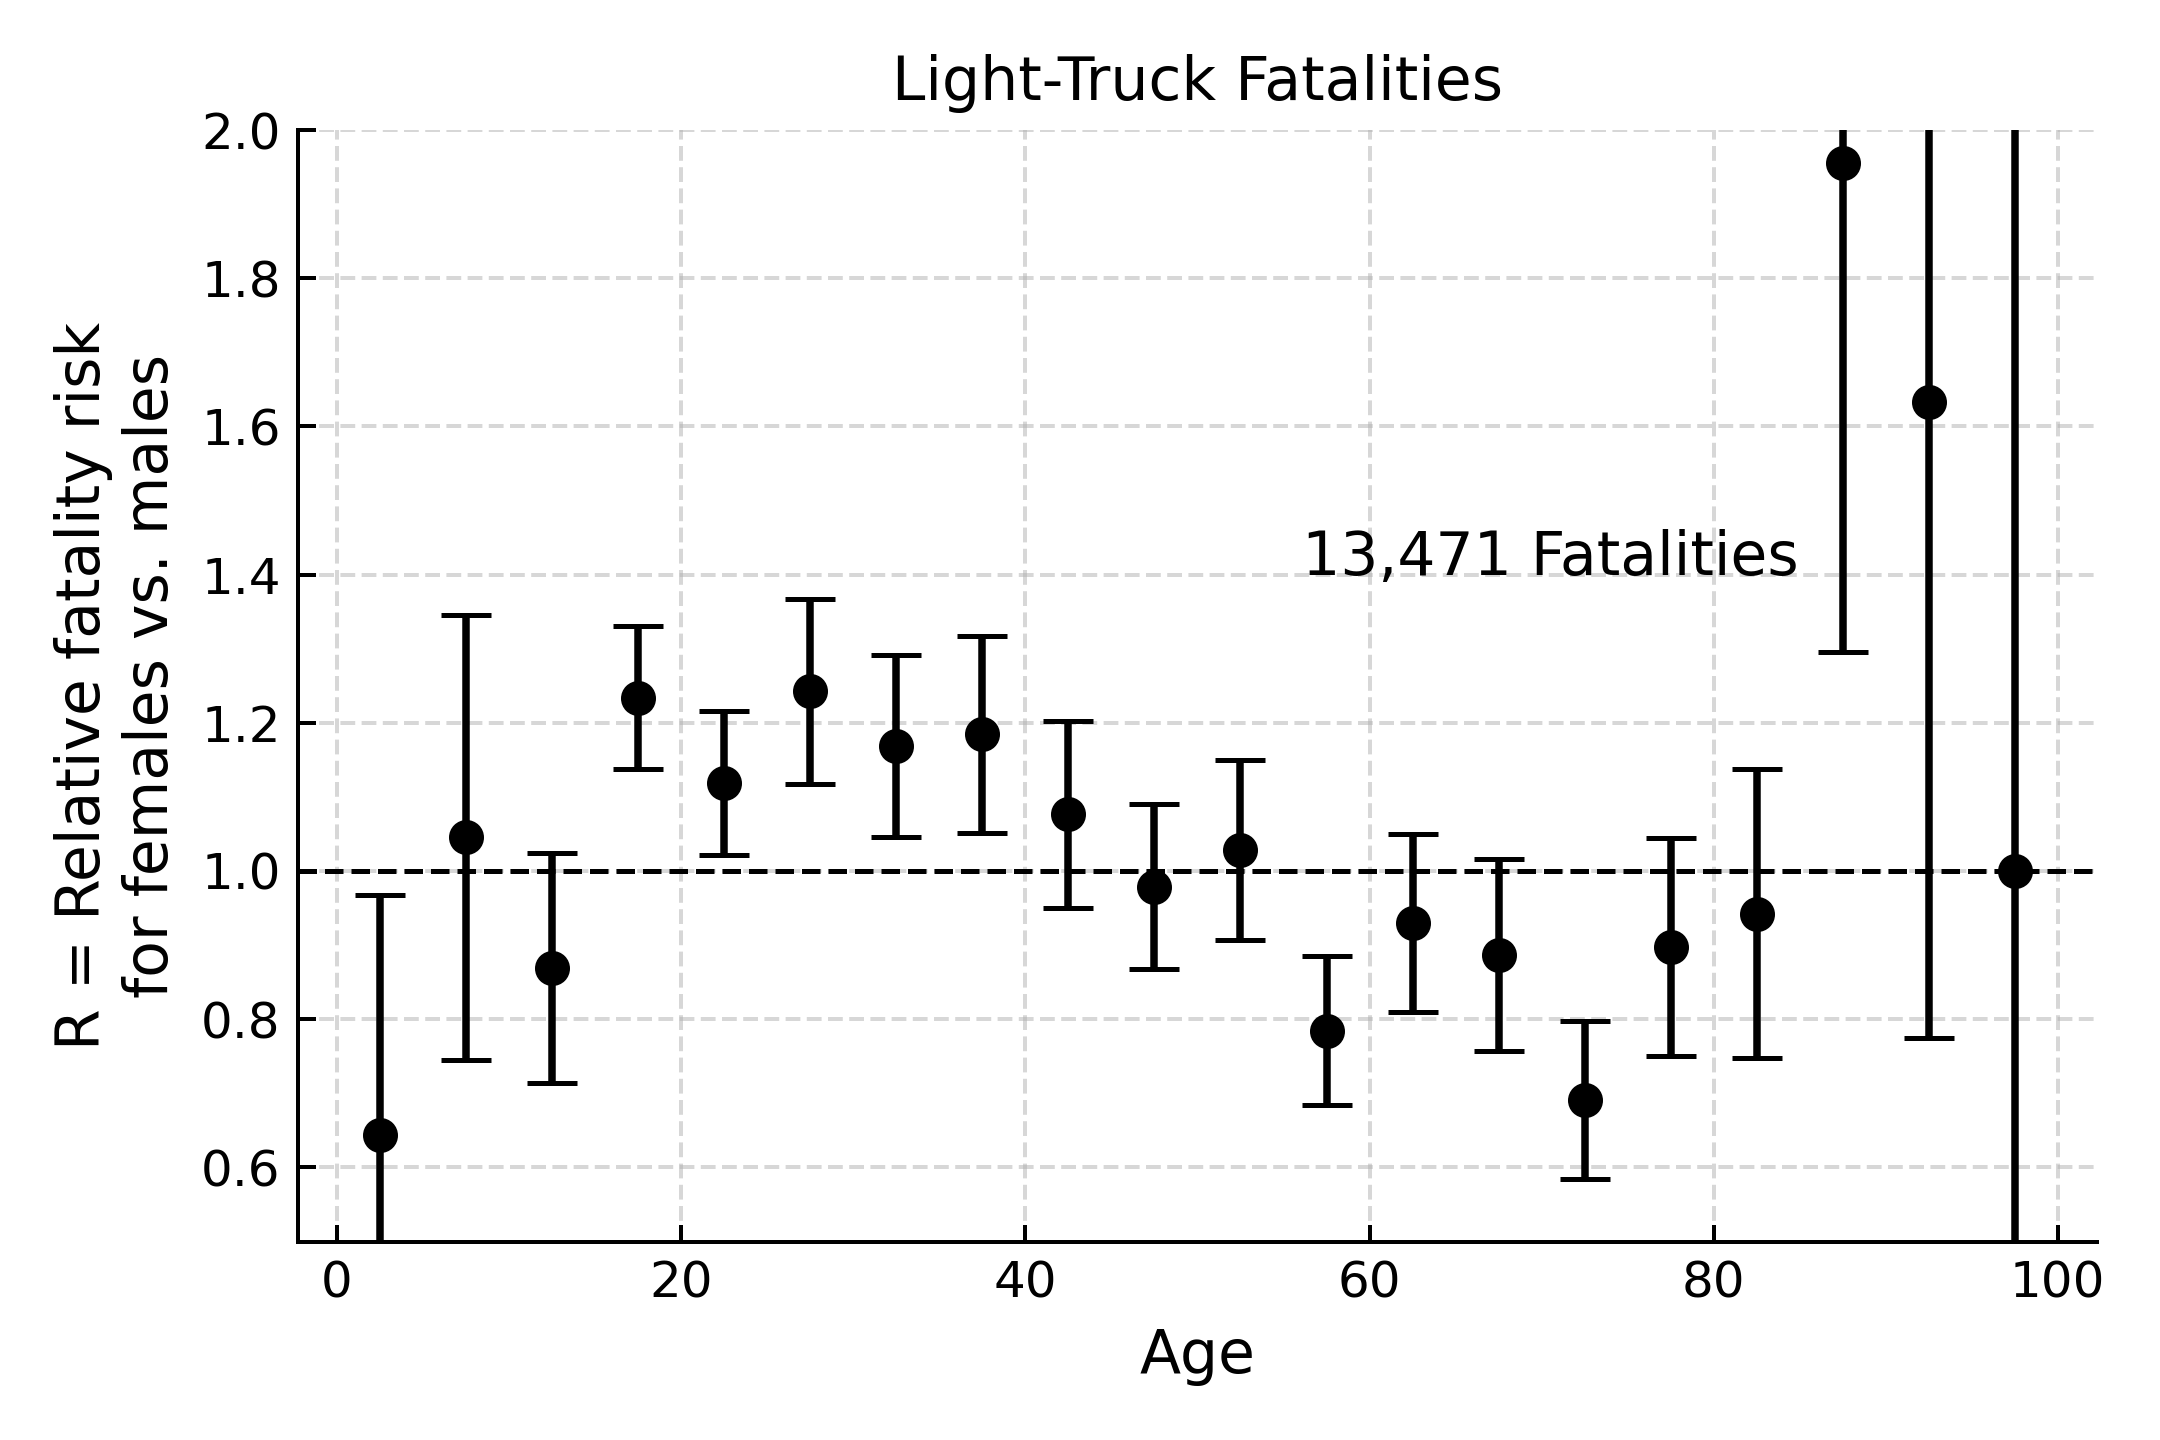 Light-Truck Fatalities
R = Relative fatality risk
for females vs. males
2.0
1.8
1.6
1.4
1.2
1.0
0.8
0.6
13,471 Fatalities
0 20 40 60 80 100
Age